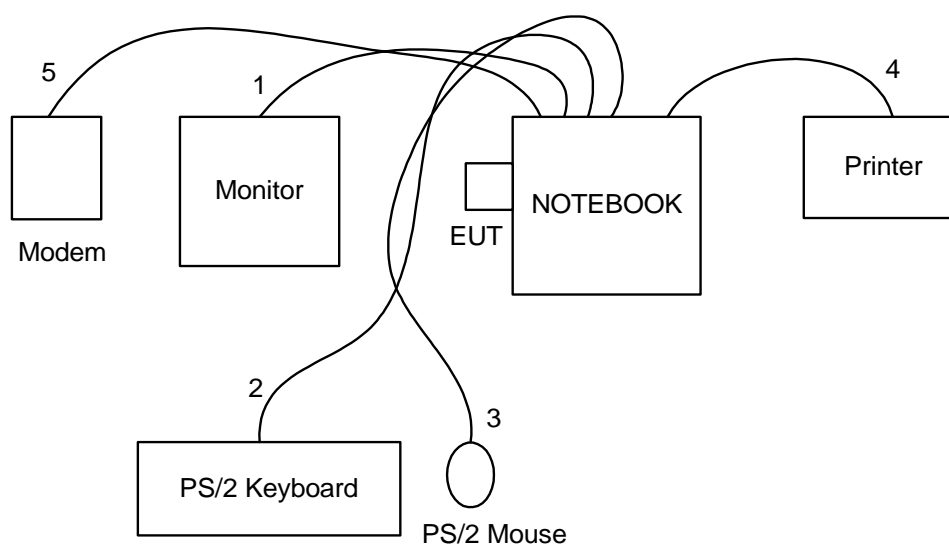 5
1
4
Monitor
NOTEBOOK
Printer
EUT
Modem
2
3
PS/2 Keyboard
PS/2 Mouse